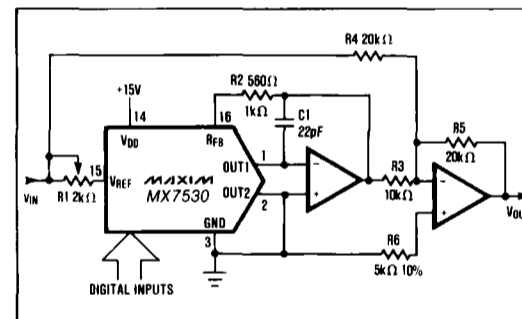 R4 20kΩ
+15V
R2 560Ω
1kΩ
C1
22pF
14
16
VDD
RFB
R5
20kΩ
15
VREF
MAXIM
MX7530
OUT1
1
OUT2
2
R3
10kΩ
VIN
R1 2kΩ
GND
3
VOU
R6
5kΩ 10%
DIGITAL INPUTS